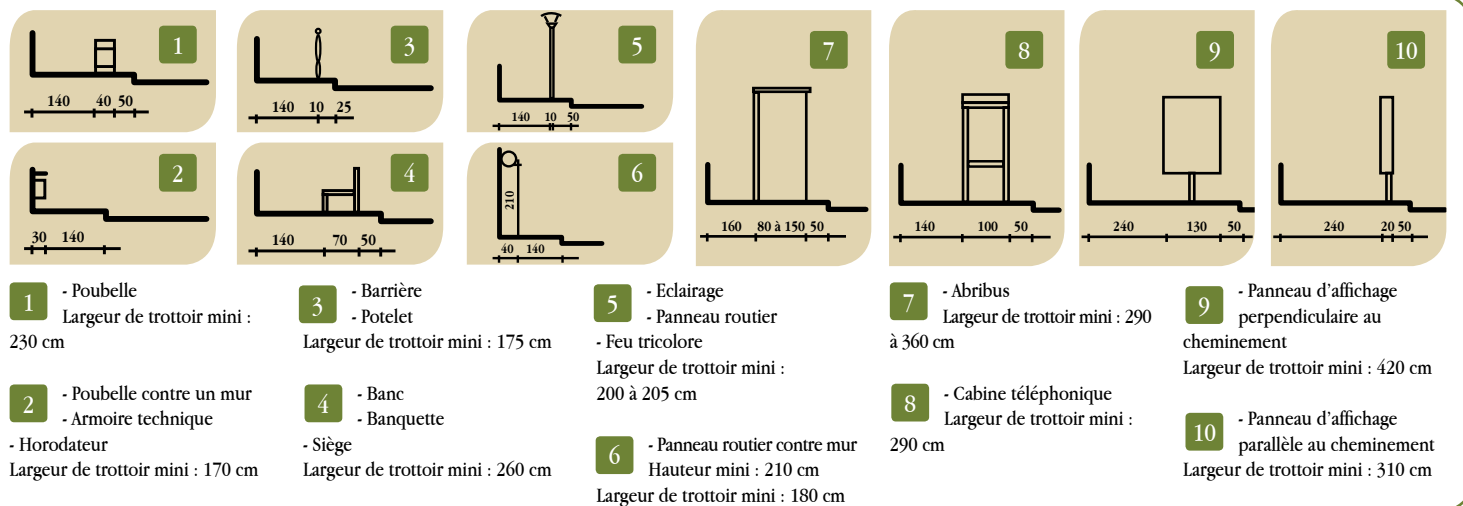 1
140 40 50
2
30 140
3
140 10 25
4
140 70 50
5
140 10 50
6
210
40 140
7
160 80 à 150 50
8
140 100 50
9
240 130 50
10
240 20 50
1 - Poubelle
Largeur de trottoir mini :
230 cm
2 - Poubelle contre un mur
- Armoire technique
- Horodateur
Largeur de trottoir mini : 170 cm
3 - Barrière
- Potelet
Largeur de trottoir mini : 175 cm
4 - Banc
- Banquette
- Siège
Largeur de trottoir mini : 260 cm
5 - Eclairage
- Panneau routier
- Feu tricolore
Largeur de trottoir mini :
200 à 205 cm
6 - Panneau routier contre mur
Hauteur mini : 210 cm
Largeur de trottoir mini : 180 cm
7 - Abribus
Largeur de trottoir mini : 290
à 360 cm
8 - Cabine téléphonique
Largeur de trottoir mini :
290 cm
9 - Panneau d'affichage
perpendiculaire au
cheminement
Largeur de trottoir mini : 420 cm
10 - Panneau d'affichage
parallèle au cheminement
Largeur de trottoir mini : 310 cm